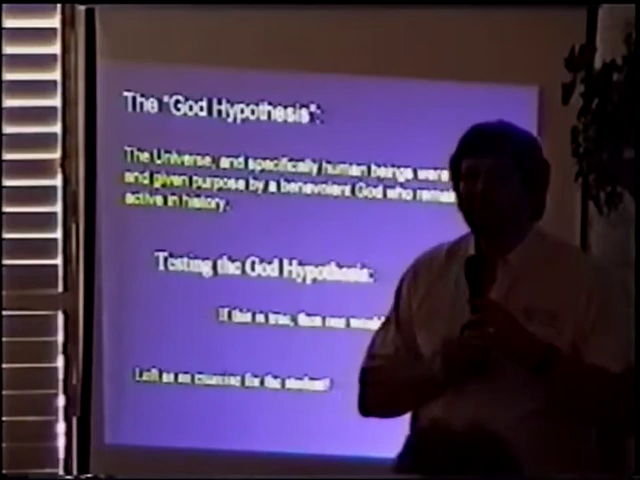 The "God Hypothesis":
The Universe, and specifically human beings were
and given purpose by a benevolent God who
active in history.
Testing the God Hypothesis:
If this is true, then one
Left as an exercise for the student!